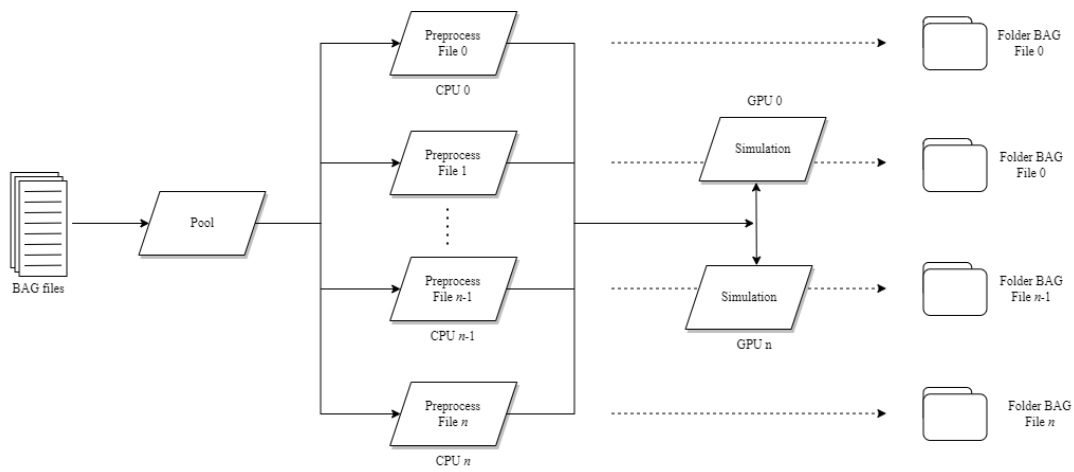 Preprocess
File 0
CPU 0
Folder BAG
File 0
GPU 0
Preprocess
File 1
Simulation
Folder BAG
File 0
Pool
BAG files
Preprocess
File n-1
CPU n-1
Simulation
GPU n
Folder BAG
File n-1
Preprocess
File n
CPU n
Folder BAG
File n